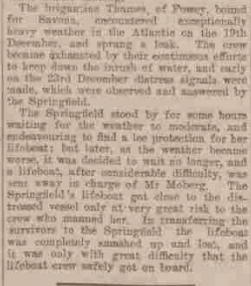 The brigantine Thames, of Fowey, bound
for Savona, encountered exceptionally
heavy weather in the Atlantic on the 19th
December, and sprang a leak. The crew
became exhausted by their continuous efforts
to keep down the inrush of water, and early
on the 23rd December distress signals were
made, which were observed and answered by
the Springfield.
The Springfield stood by for some hours
waiting for the weather to moderate, and
endeavouring to find a lee protection for her
lifeboat; but later, as the weather became
worse, it was decided to wait no longer, and
a lifeboat, after considerable difficulty, was
sent away in charge of Mr Moberg. The
Springfield's lifeboat got close to the dis-
tressed vessel only at very great risk to the
crew who manned her. In transferring the
survivors to the Springfield the lifeboat
was completely smashed up and lost, and
it was only with great difficulty that the
lifeboat crew safely got on board.